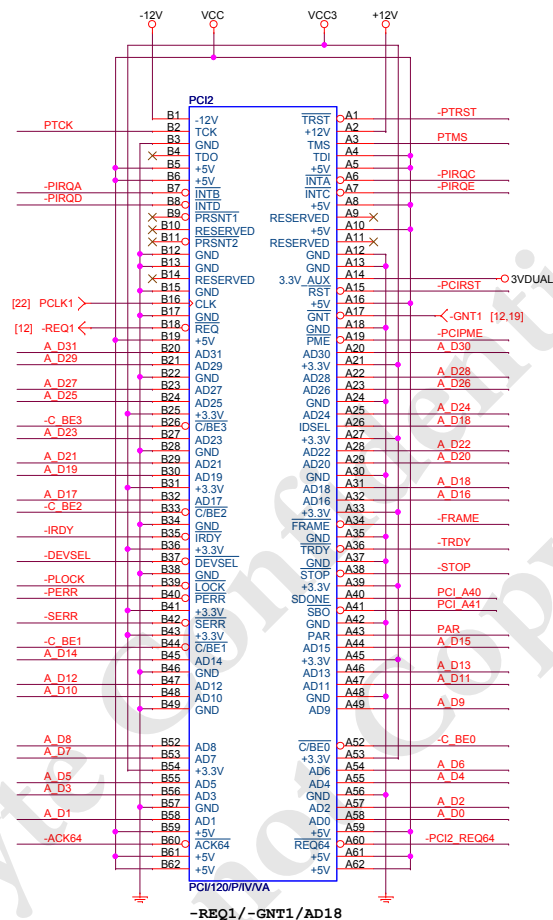 -12V VCC VCC3 +12V
PCI2
B1 -12V TRST A1 -PTRST
PTCK B2 TCK +12V A2
B3 GND TMS A3 PTMS
B4 TDO TDI A4
B5 +5V +5V A5
B6 +5V INTA A6 -PIRQC
-PIRQA B7 INTB INTC A7 -PIRQE
-PIRQD B8 INTD +5V A8
B9 PRSNT1 RESERVED A9
B10 RESERVED +5V A10
B11 PRSNT2 RESERVED A11
B12 GND GND A12
B13 GND GND A13
B14 RESERVED 3.3V_AUX A14 3VDUAL
B15 GND RST A15 -PCIRST
[22] PCLK1 B16 CLK +5V A16
B17 GND GNT A17 -GNT1 [12,19]
[12] -REQ1 B18 REQ GND A18
B19 +5V PME A19 -PCIPME
A_D31 B20 AD31 AD30 A20 A_D30
A_D29 B21 AD29 +3.3V A21
B22 GND AD28 A22 A_D28
A_D27 B23 AD27 AD26 A23 A_D26
A_D25 B24 AD25 GND A24
B25 +3.3V AD24 A25 A_D24
-C_BE3 B26 C/BE3 IDSEL A26 A_D18
A_D23 B27 AD23 +3.3V A27
B28 GND AD22 A28 A_D22
A_D21 B29 AD21 AD20 A29 A_D20
A_D19 B30 AD19 GND A30
B31 +3.3V AD18 A31 A_D18
A_D17 B32 AD17 AD16 A32 A_D16
-C_BE2 B33 C/BE2 +3.3V A33
B34 GND FRAME A34 -FRAME
-IRDY B35 IRDY GND A35
B36 +3.3V TRDY A36 -TRDY
-DEVSEL B37 DEVSEL GND A37
B38 GND STOP A38 -STOP
-PLOCK B39 LOCK +3.3V A39
-PERR B40 PERR SDONE A40 PCI_A40
B41 +3.3V SBO A41 PCI_A41
-SERR B42 SERR GND A42
B43 +3.3V PAR A43 PAR
-C_BE1 B44 C/BE1 AD15 A44 A_D15
A_D14 B45 AD14 +3.3V A45
B46 GND AD13 A46 A_D13
A_D12 B47 AD12 AD11 A47 A_D11
A_D10 B48 AD10 GND A48
B49 GND AD9 A49 A_D9
A_D8 B52 AD8 C/BE0 A52 -C_BE0
A_D7 B53 AD7 +3.3V A53
B54 +3.3V AD6 A54 A_D6
A_D5 B55 AD5 AD4 A55 A_D4
A_D3 B56 AD3 GND A56
B57 GND AD2 A57 A_D2
A_D1 B58 AD1 AD0 A58 A_D0
B59 +5V +5V A59
-ACK64 B60 ACK64 REQ64 A60 -PCI2_REQ64
B61 +5V +5V A61
B62 +5V +5V A62
PCI/120/P/IV/VA
-REQ1/-GNT1/AD18
yte Confidenti
not Copy